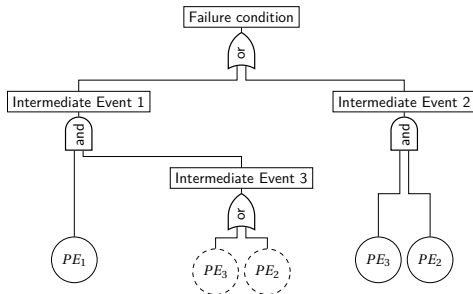 Failure condition
or
Intermediate Event 1
Intermediate Event 2
and
and
Intermediate Event 3
or
PE1
PE3
PE2
PE3
PE2